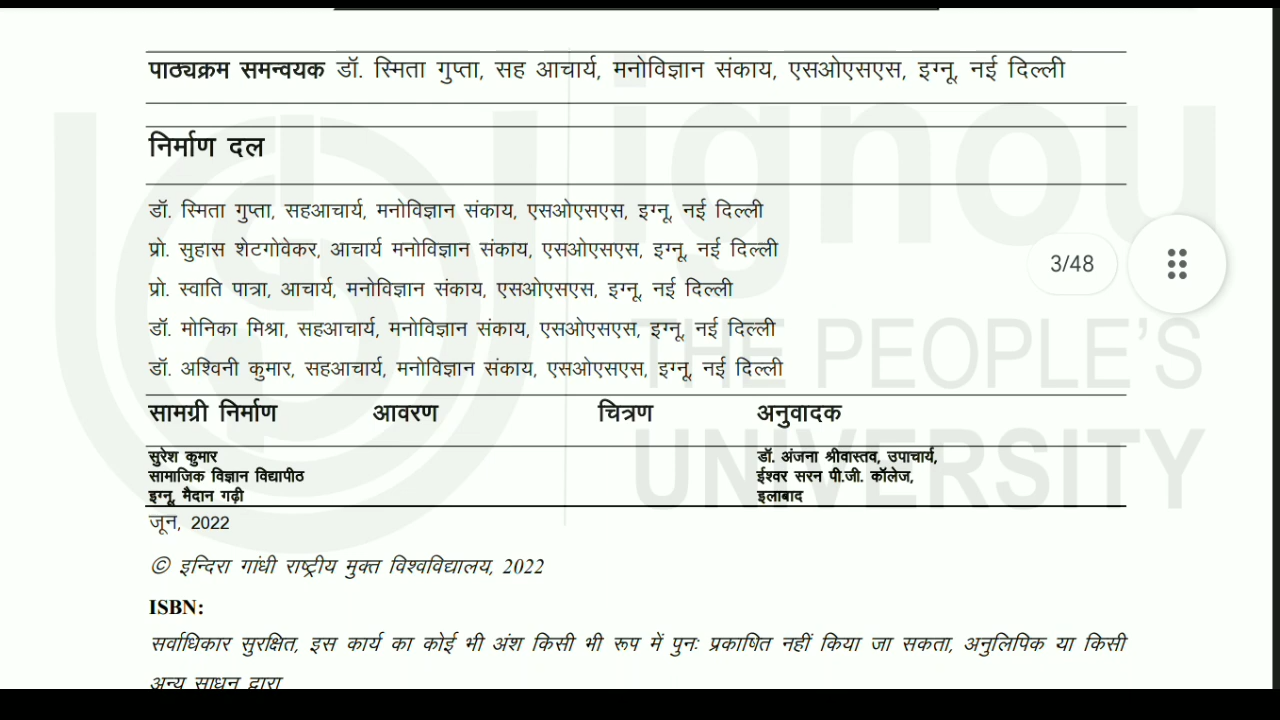 पाठ्यक्रम समन्वयक डॉ. स्मिता गुप्ता, सह आचार्य, मनोविज्ञान संकाय, एसओएसएस, इग्नू, नई दिल्ली
निर्माण दल
डॉ. स्मिता गुप्ता, सहआचार्य, मनोविज्ञान संकाय, एसओएसएस, इग्नू, नई दिल्ली
प्रो. सुहास शेटगोवेकर, आचार्य मनोविज्ञान संकाय, एसओएसएस, इग्नू, नई दिल्ली
प्रो. स्वाति पात्रा, आचार्य, मनोविज्ञान संकाय, एसओएसएस, इग्नू, नई दिल्ली
डॉ. मोनिका मिश्रा, सहआचार्य, मनोविज्ञान संकाय, एसओएसएस, इग्नू, नई दिल्ली
डॉ. अश्विनी कुमार, सहआचार्य, मनोविज्ञान संकाय, एसओएसएस, इग्नू, नई दिल्ली
सामग्री निर्माण आवरण चित्रण अनुवादक
सुरेश कुमार डॉ. अंजना श्रीवास्तव, उपाचार्य,
सामाजिक विज्ञान विद्यापीठ ईश्वर सरन पी.जी. कॉलेज,
इग्नू, मैदान गढ़ी इलाबाद
जून, 2022
© इन्दिरा गांधी राष्ट्रीय मुक्त विश्वविद्यालय, 2022
ISBN:
सर्वाधिकार सुरक्षित, इस कार्य का कोई भी अंश किसी भी रूप में पुनः प्रकाषित नहीं किया जा सकता, अनुलिपिक या किसी
अन्य साधन द्वारा
3/48
ignou
THE PEOPLE'S
UNIVERSITY